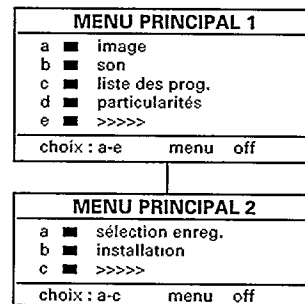 MENU PRINCIPAL 1
a image
b son
c liste des prog.
d particularités
e >>>>>
choix : a-e menu off
MENU PRINCIPAL 2
a sélection enreg.
b installation
c >>>>>
choix : a-c menu off